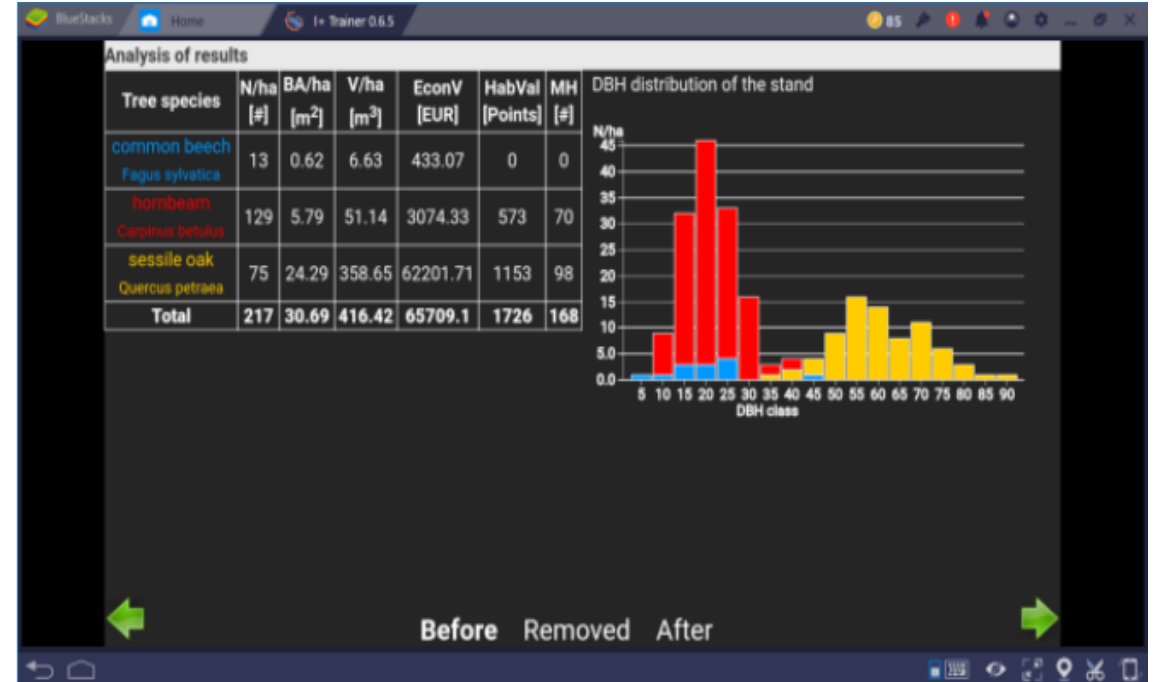 BlueStacks Home I+ Trainer 0.6.5 85
Analysis of results
Tree species N/ha [#] BA/ha [m²] V/ha [m³] EconV [EUR] HabVal [Points] MH [#]
common beech
Fagus sylvatica
13 0.62 6.63 433.07 0 0
hornbeam
Carpinus betulus
129 5.79 51.14 3074.33 573 70
sessile oak
Quercus petraea
75 24.29 358.65 62201.71 1153 98
Total 217 30.69 416.42 65709.1 1726 168
DBH distribution of the stand
N/ha
45
40
35
30
25
20
15
10
5.0
0.0
5 10 15 20 25 30 35 40 45 50 55 60 65 70 75 80 85 90
DBH class
Before Removed After